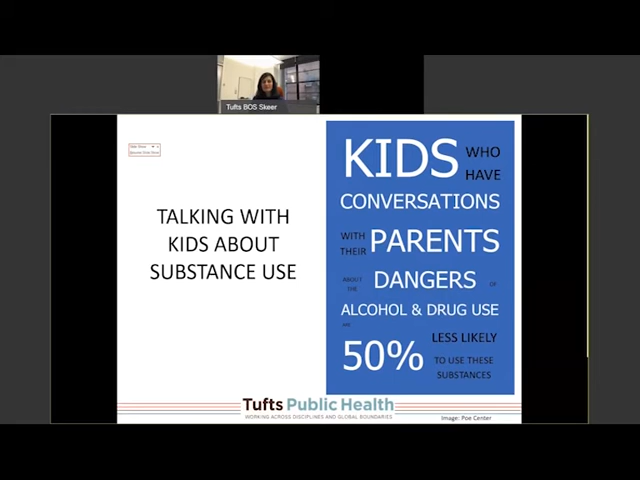 Tufts BOS Skeer
TALKING WITH
KIDS ABOUT
SUBSTANCE USE
KIDS WHO
HAVE
CONVERSATIONS
WITH
THEIR PARENTS
ABOUT
THE DANGERS OF
ALCOHOL & DRUG USE
ARE
LESS LIKELY
50% TO USE THESE
SUBSTANCES
Tufts Public Health
WORKING ACROSS DISCIPLINES AND GLOBAL BOUNDARIES
Image: Poe Center